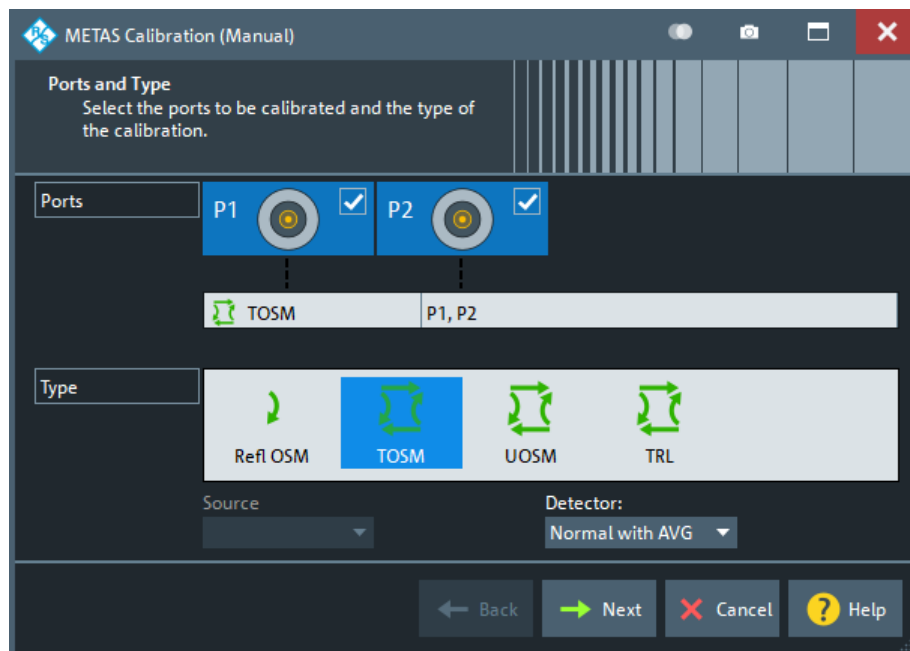 METAS Calibration (Manual)
Ports and Type
Select the ports to be calibrated and the type of
the calibration.
Ports
P1
P2
TOSM
P1, P2
Type
Refl OSM
TOSM
UOSM
TRL
Source
Detector:
Normal with AVG
Back
Next
Cancel
? Help